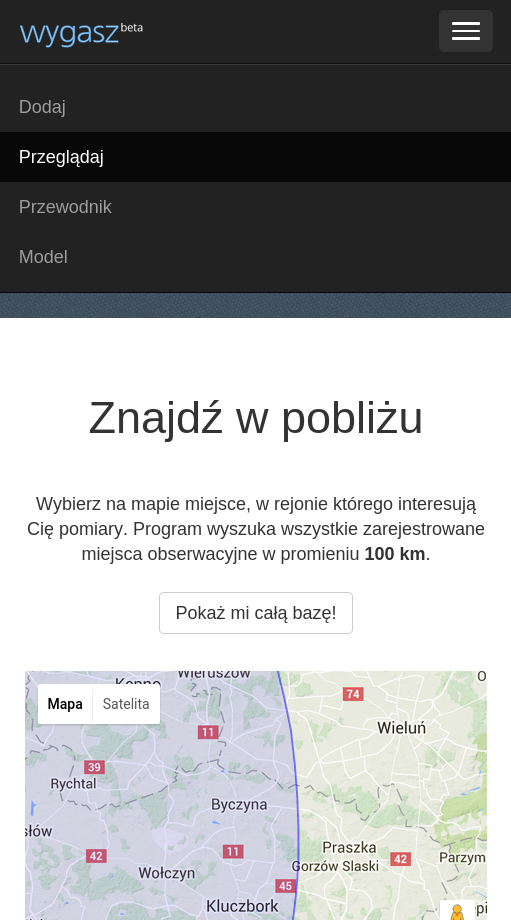 wygasz beta
Dodaj
Przeglądaj
Przewodnik
Model
Znajdź w pobliżu
Wybierz na mapie miejsce, w rejonie którego interesują
Cię pomiary. Program wyszuka wszystkie zarejestrowane
miejsca obserwacyjne w promieniu 100 km.
Pokaż mi całą bazę!
Wieruszów
Kępno
Mapa
Satelita
74
Wieluń
11
39
Rychtal
Byczyna
słów
42
11
Praszka
Gorzów Śląski
42
Parzym
Wołczyn
45
Kluczbork